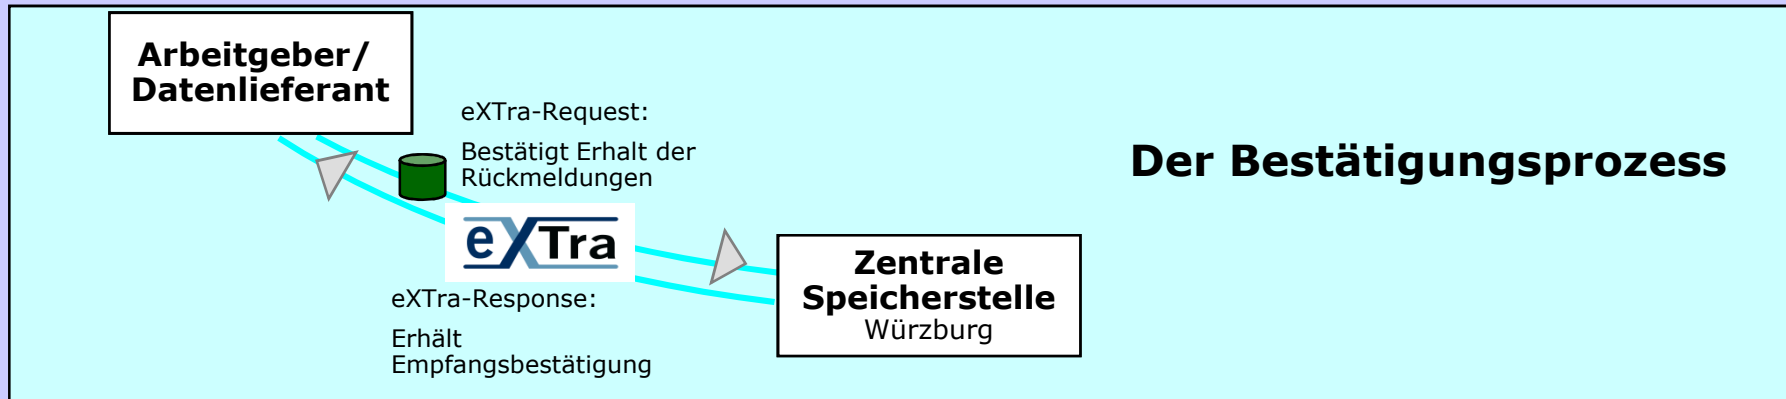 Arbeitgeber/
Datenlieferant
eXTra-Request:
Bestätigt Erhalt der
Rückmeldungen
Der Bestätigungsprozess
eXTra
Zentrale
Speicherstelle
Würzburg
eXTra-Response:
Erhält
Empfangsbestätigung